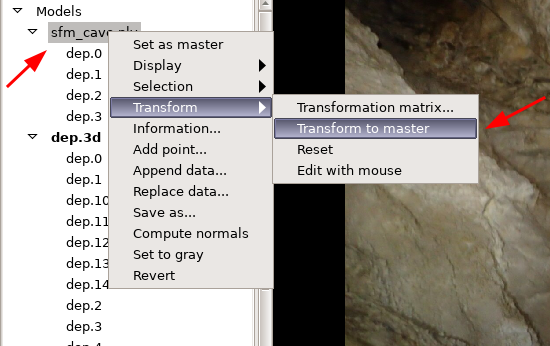 Models
sfm_cave.ply
dep.0
dep.1
dep.2
dep.3
dep.3d
dep.0
dep.1
dep.10
dep.11
dep.12
dep.13
dep.14
dep.2
dep.3
Set as master
Display
Selection
Transform
Information...
Add point...
Append data...
Replace data...
Save as...
Compute normals
Set to gray
Revert
Transformation matrix...
Transform to master
Reset
Edit with mouse